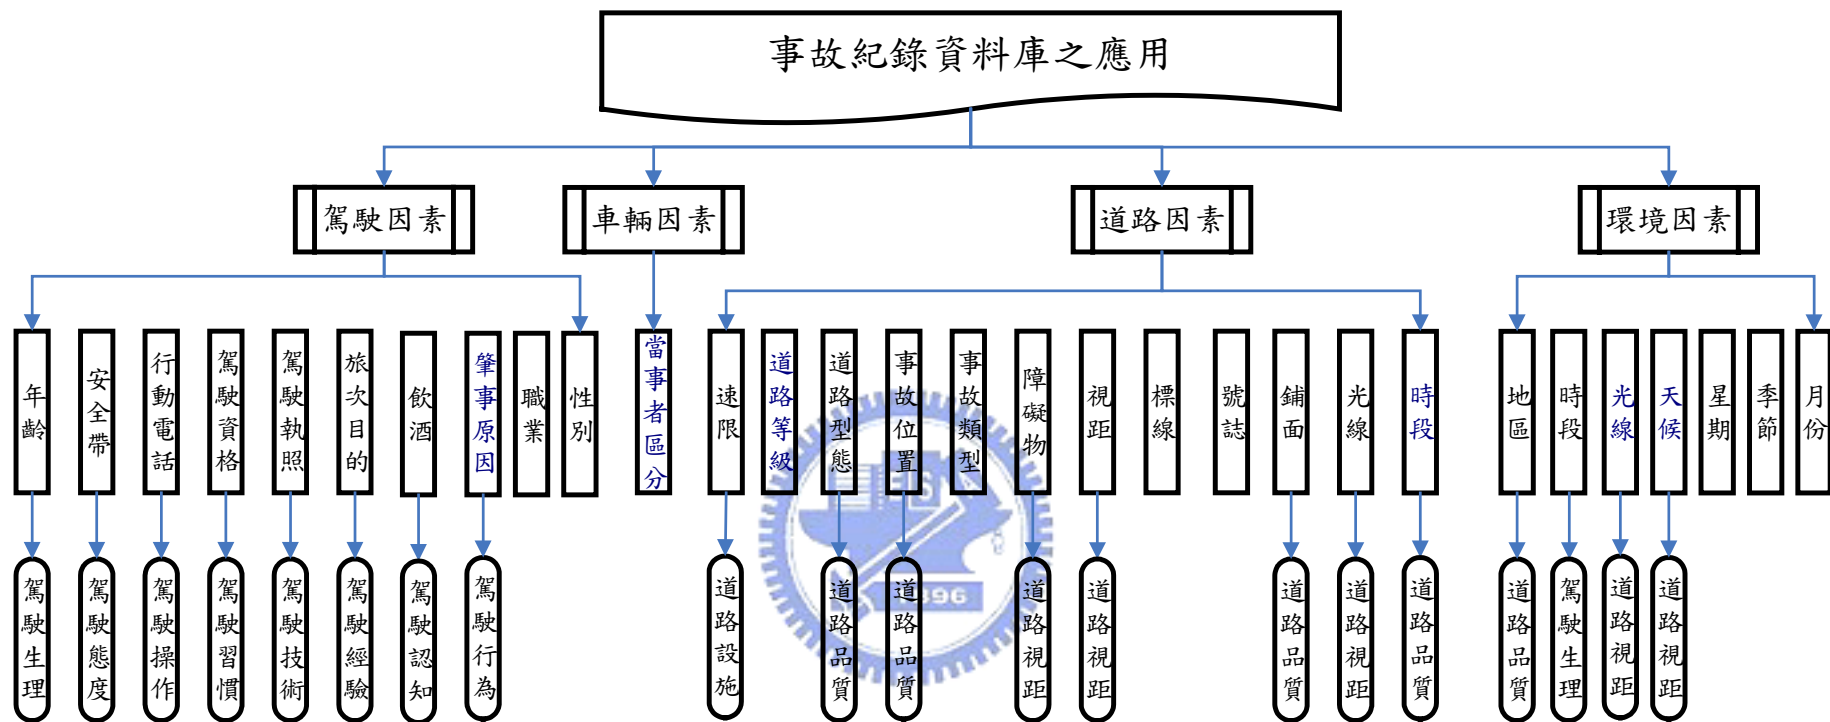 事故紀錄資料庫之應用
駕駛因素
車輛因素
道路因素
環境因素
年齡
安全帶
行動電話
駕駛資格
駕駛執照
旅次目的
飲酒
肇事原因
職業
性別
當事者區分
速限
道路等級
道路型態
事故位置
事故類型
障礙物
視距
標線
號誌
鋪面
光線
時段
地區
時段
光線
天候
星期
季節
月份
駕駛生理
駕駛態度
駕駛操作
駕駛習慣
駕駛技術
駕駛經驗
駕駛認知
駕駛行為
道路設施
道路品質
道路品質
道路視距
道路視距
道路品質
道路視距
道路品質
道路品質
駕駛生理
道路視距
道路視距
1896